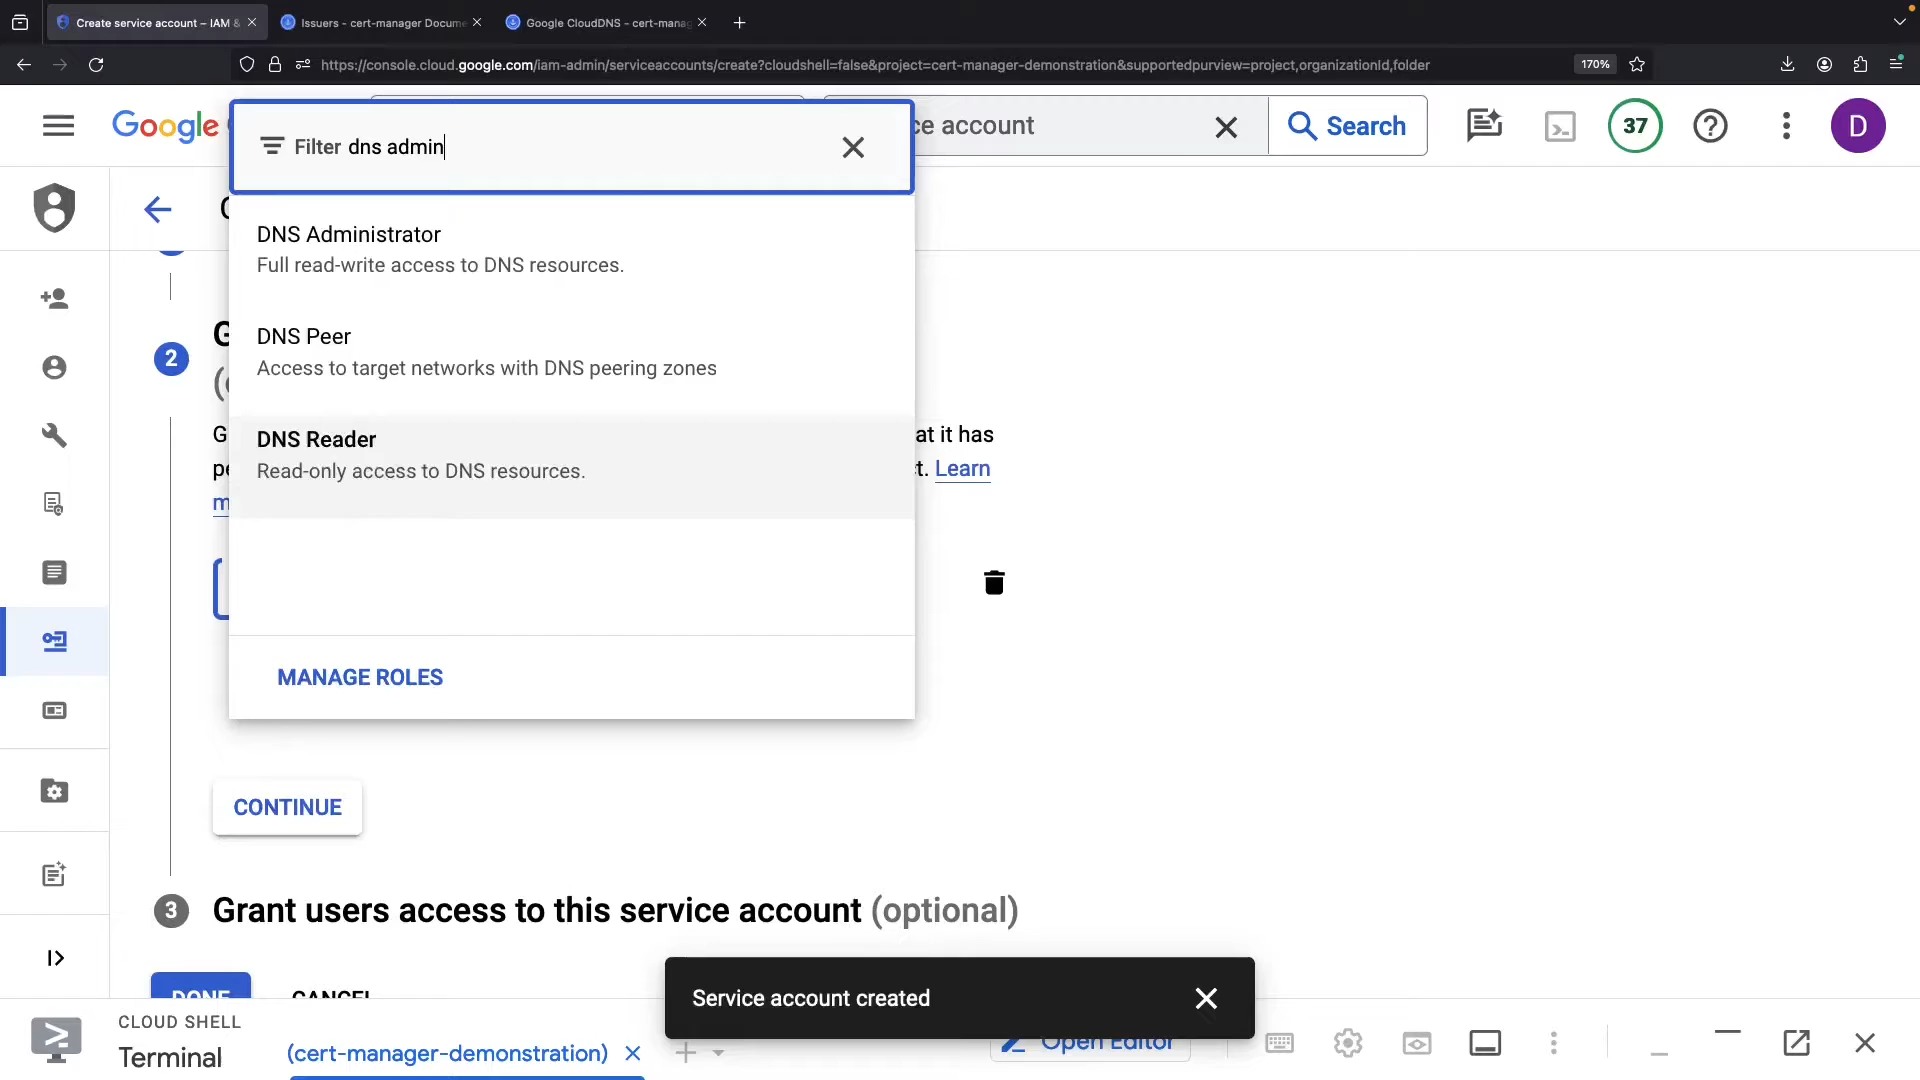 Create service account – IAM &
Issuers - cert-manager Docume
Google CloudDNS - cert-manag
https://console.cloud.google.com/iam-admin/serviceaccounts/create?cloudshell=false&project=cert-manager-demonstration&supportedpurview=project,organizationId,folder
170%
Google
Filter dns admin
ce account
Search
37
D
DNS Administrator
Full read-write access to DNS resources.
2
DNS Peer
Access to target networks with DNS peering zones
DNS Reader
Read-only access to DNS resources.
at it has
t. Learn
MANAGE ROLES
CONTINUE
3
Grant users access to this service account (optional)
DONE
CANCEL
Service account created
CLOUD SHELL
Terminal
(cert-manager-demonstration)
Open Editor